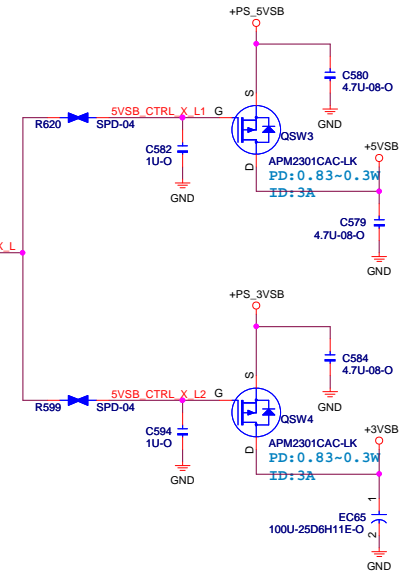 +PS_5VSB
S
C580
4.7U-08-O
GND
5VSB_CTRL_X_L1
G
R620
SPD-04
QSW3
C582
1U-O
GND
D
APM2301CAC-LK
PD:0.83~0.3W
ID:3A
+5VSB
C579
4.7U-08-O
GND
X_L
+PS_3VSB
S
C584
4.7U-08-O
GND
5VSB_CTRL_X_L2
G
R599
SPD-04
QSW4
C594
1U-O
GND
D
APM2301CAC-LK
PD:0.83~0.3W
ID:3A
+3VSB
1
EC65
100U-25D6H11E-O
2
GND